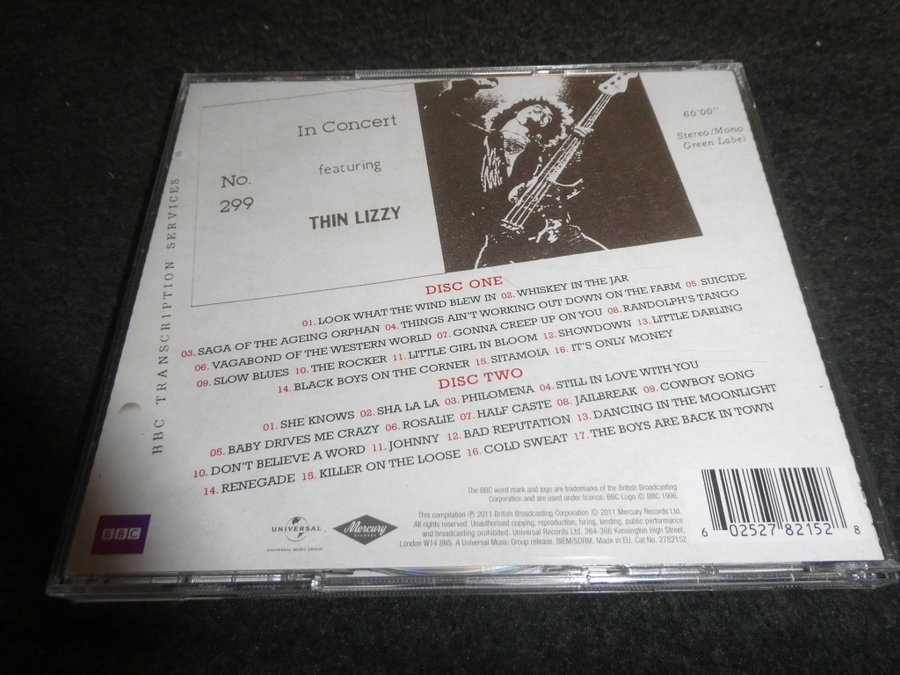 In Concert
featuring
THIN LIZZY
No.
299
60'00"
Stereo/Mono
Green Label
BBC TRANSCRIPTION SERVICES
DISC ONE
01. LOOK WHAT THE WIND BLEW IN 02. WHISKEY IN THE JAR
03. SAGA OF THE AGEING ORPHAN 04. THINGS AIN'T WORKING OUT DOWN ON THE FARM 05. SUICIDE
06. VAGABOND OF THE WESTERN WORLD 07. GONNA CREEP UP ON YOU 08. RANDOLPH'S TANGO
09. SLOW BLUES 10. THE ROCKER 11. LITTLE GIRL IN BLOOM 12. SHOWDOWN 13. LITTLE DARLING
14. BLACK BOYS ON THE CORNER 15. SITAMOIA 16. IT'S ONLY MONEY
DISC TWO
01. SHE KNOWS 02. SHA LA LA 03. PHILOMENA 04. STILL IN LOVE WITH YOU
05. BABY DRIVES ME CRAZY 06. ROSALIE 07. HALF CASTE 08. JAILBREAK 09. COWBOY SONG
10. DON'T BELIEVE A WORD 11. JOHNNY 12. BAD REPUTATION 13. DANCING IN THE MOONLIGHT
14. RENEGADE 15. KILLER ON THE LOOSE 16. COLD SWEAT 17. THE BOYS ARE BACK IN TOWN
The BBC word mark and logo are trademarks of the British Broadcasting
Corporation and are used under licence. BBC Logo © BBC 1996.
This compilation ℗ 2011 British Broadcasting Corporation © 2011 Mercury Records Ltd.
All rights reserved. Unauthorised copying, reproduction, hiring, lending, public performance
and broadcasting prohibited. Universal Records Ltd. 364-366 Kensington High Street,
London W14 8NS. A Universal Music Group release. BIEM/SDRM. Made in EU. Cat No. 2782152
BBC
UNIVERSAL
UNIVERSAL MUSIC GROUP
Mercury
RECORDS
6 02527 82152 8